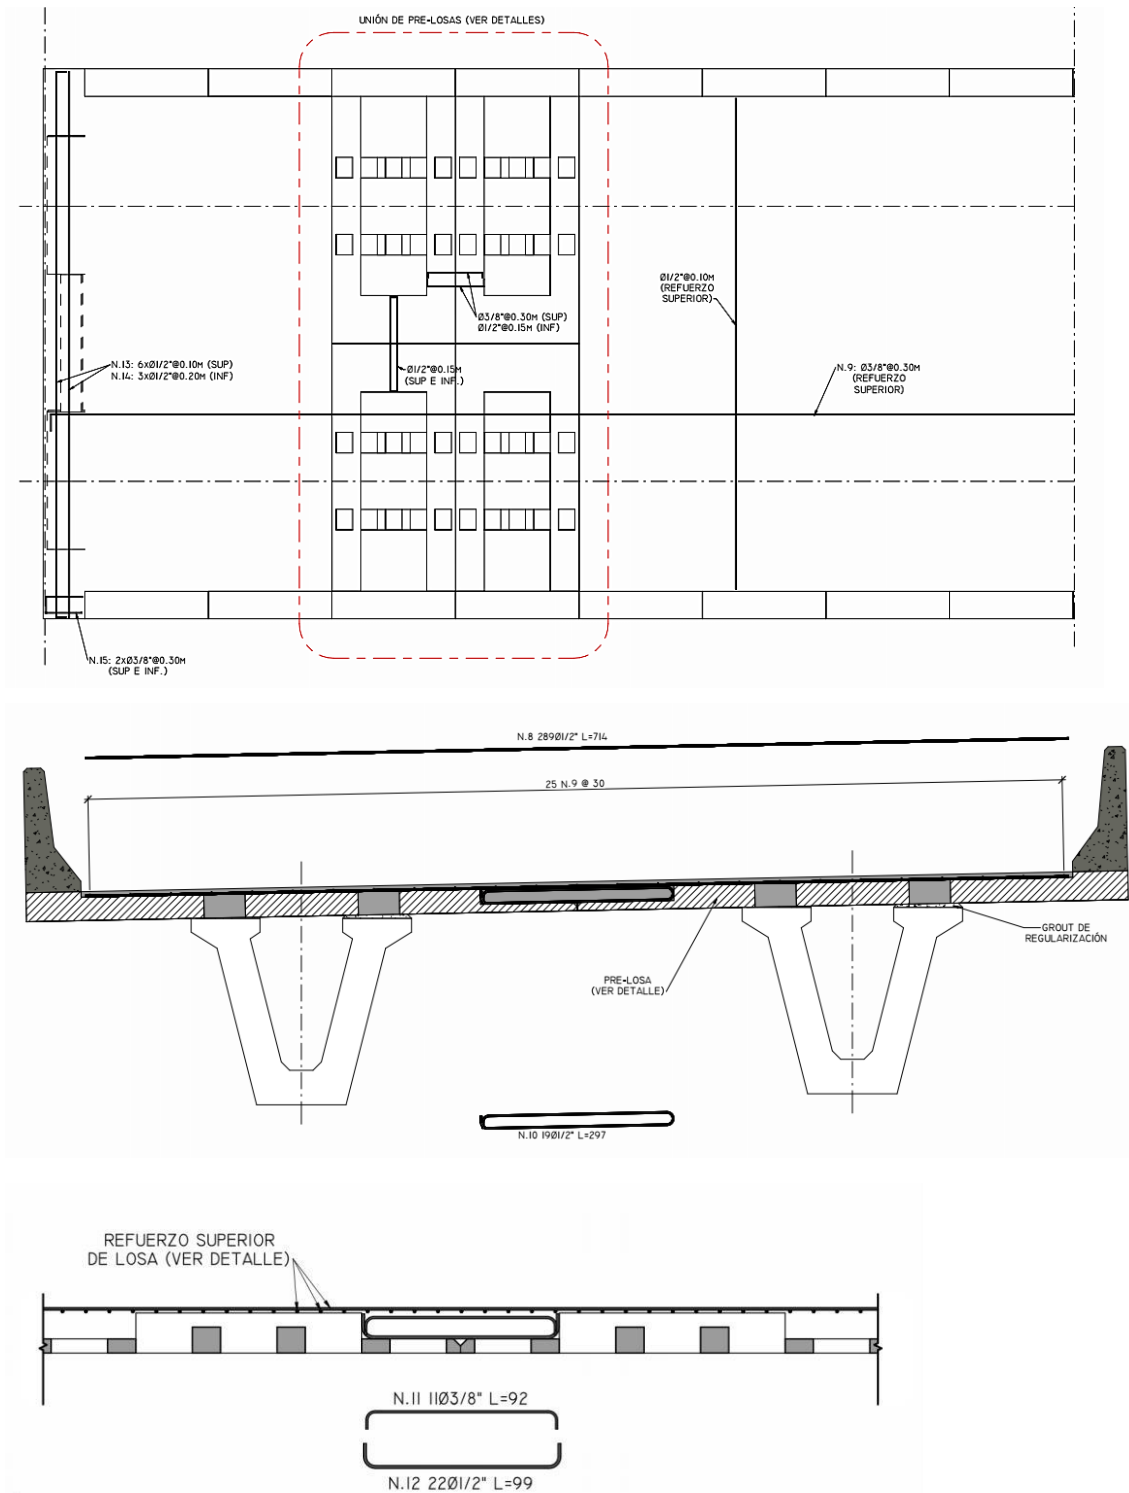 UNIÓN DE PRE-LOSAS (VER DETALLES)
Ø1/2"@0.10M
(REFUERZO
SUPERIOR)
Ø3/8"@0.30M (SUP)
Ø1/2"@0.15M (INF)
N.13: 6xØ1/2"@0.10M (SUP)
N.14: 3xØ1/2"@0.20M (INF)
Ø1/2"@0.15M
(SUP E INF.)
N.9: Ø3/8"@0.30M
(REFUERZO
SUPERIOR)
N.15: 2xØ3/8"@0.30M
(SUP E INF.)
N.8 289Ø1/2" L=714
25 N.9 @ 30
GROUT DE
REGULARIZACIÓN
PRE-LOSA
(VER DETALLE)
N.10 19Ø1/2" L=297
REFUERZO SUPERIOR
DE LOSA (VER DETALLE)
N.11 11Ø3/8" L=92
N.12 22Ø1/2" L=99